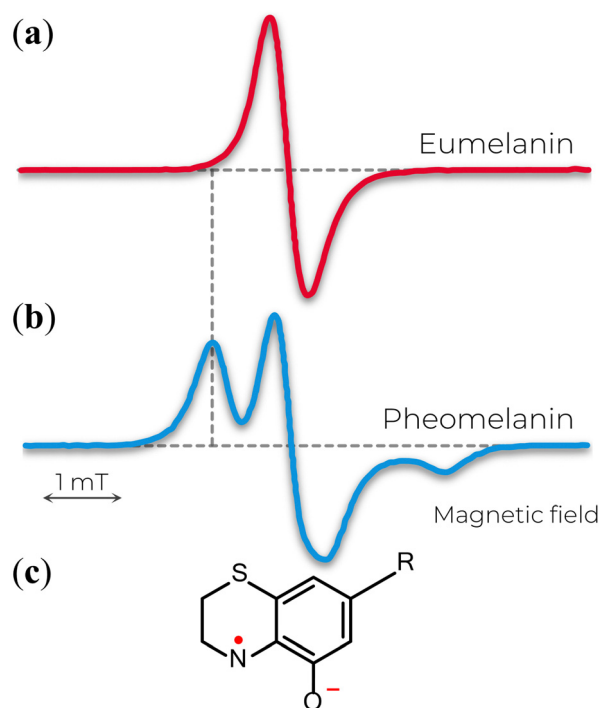 (a)
Eumelanin
(b)
Pheomelanin
1 mT
Magnetic field
(c)
S
R
N
O
−